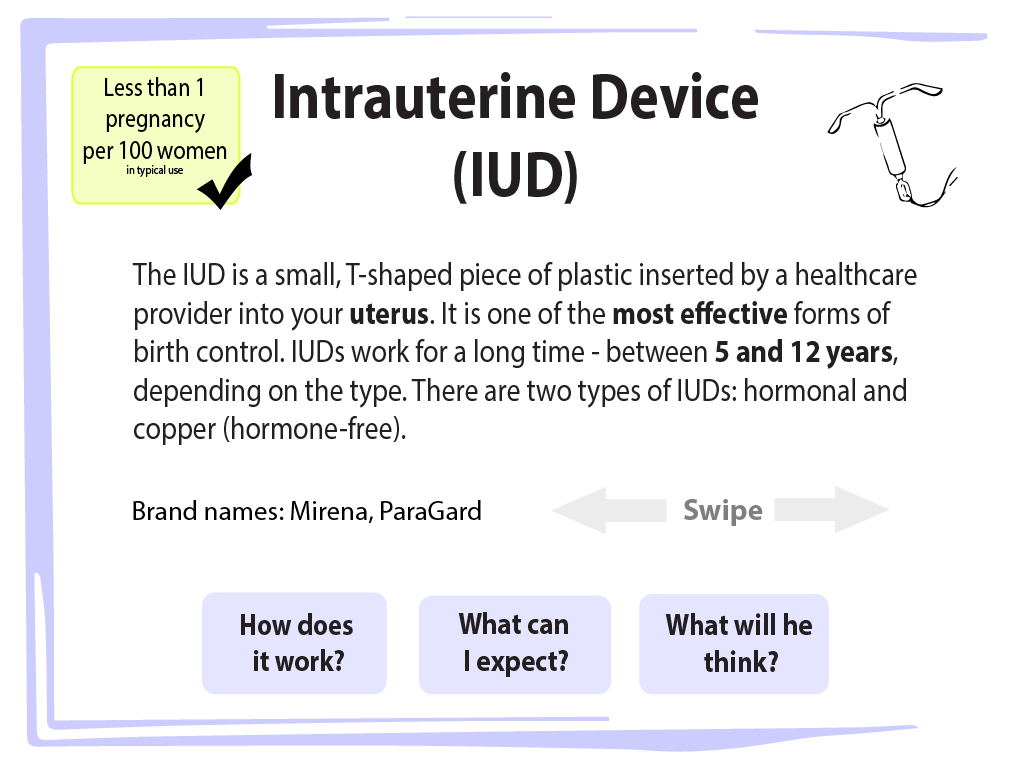 Less than 1
pregnancy
per 100 women
in typical use
Intrauterine Device
(IUD)
The IUD is a small, T-shaped piece of plastic inserted by a healthcare
provider into your uterus. It is one of the most effective forms of
birth control. IUDs work for a long time - between 5 and 12 years,
depending on the type. There are two types of IUDs: hormonal and
copper (hormone-free).
Brand names: Mirena, ParaGard
Swipe
How does
it work?
What can
I expect?
What will he
think?